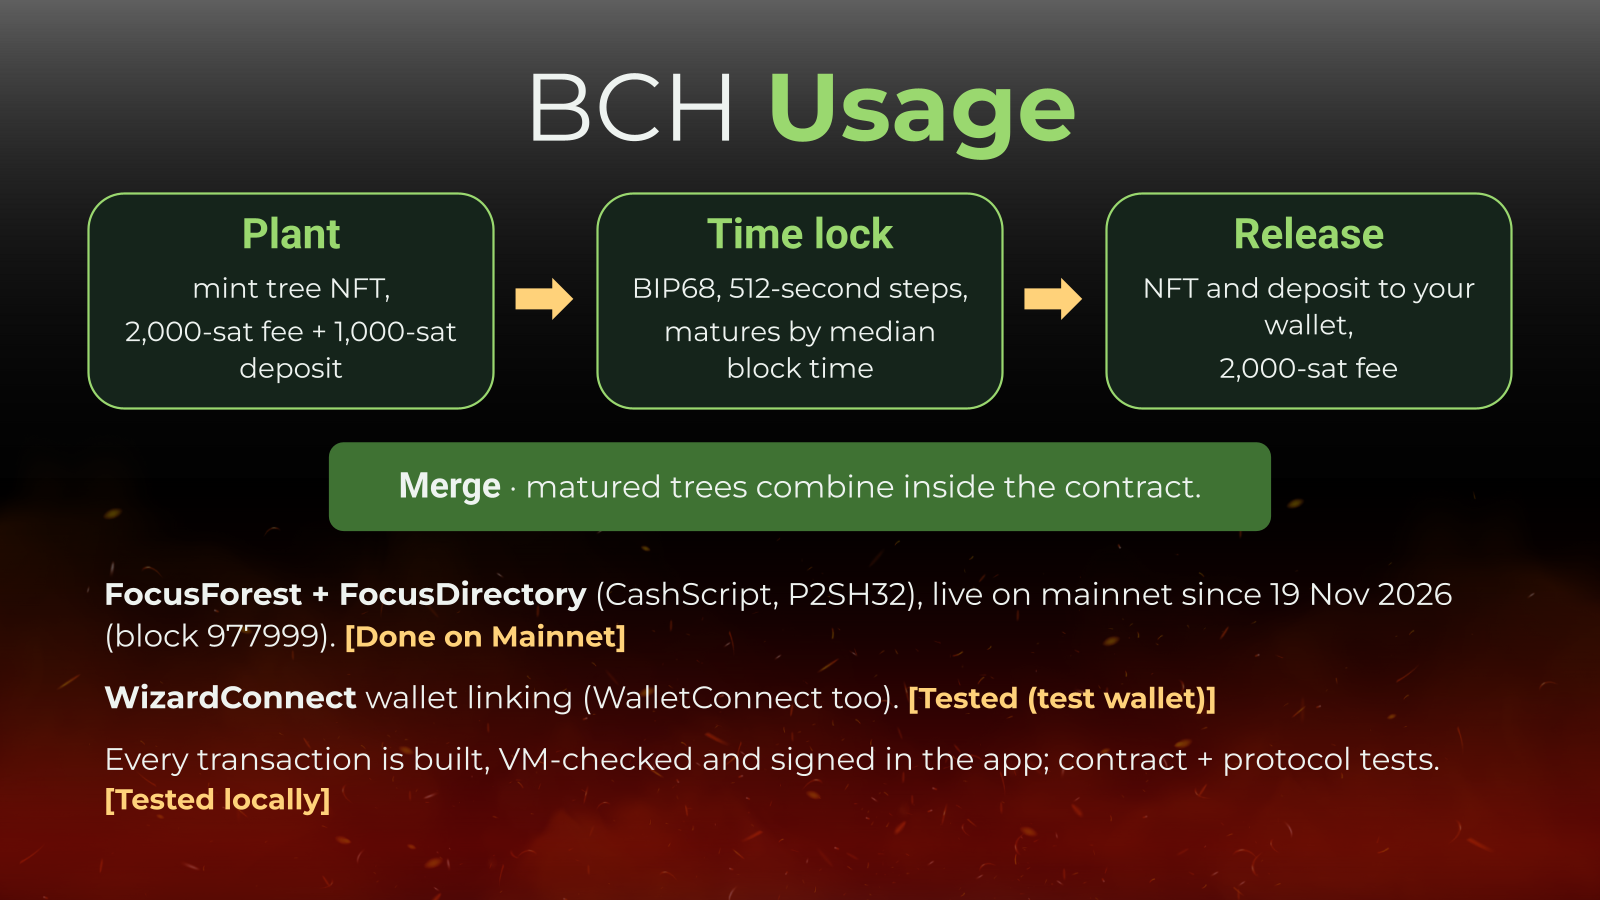 BCH Usage
Plant
mint tree NFT,
2,000-sat fee + 1,000-sat
deposit
Time lock
BIP68, 512-second steps,
matures by median
block time
Release
NFT and deposit to your
wallet,
2,000-sat fee
Merge · matured trees combine inside the contract.
FocusForest + FocusDirectory (CashScript, P2SH32), live on mainnet since 19 Nov 2026
(block 977999). [Done on Mainnet]
WizardConnect wallet linking (WalletConnect too). [Tested (test wallet)]
Every transaction is built, VM-checked and signed in the app; contract + protocol tests.
[Tested locally]